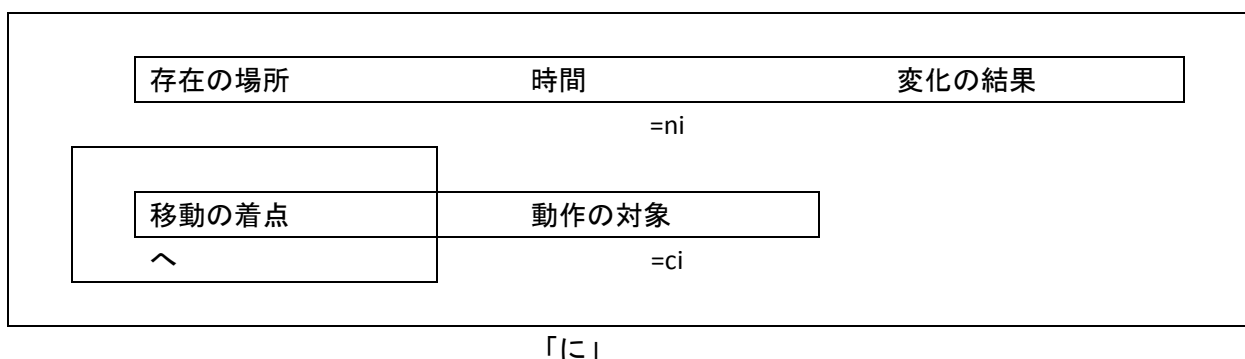 存在の場所 時間 変化の結果
=ni
移動の着点 動作の対象
へ =ci
「に」